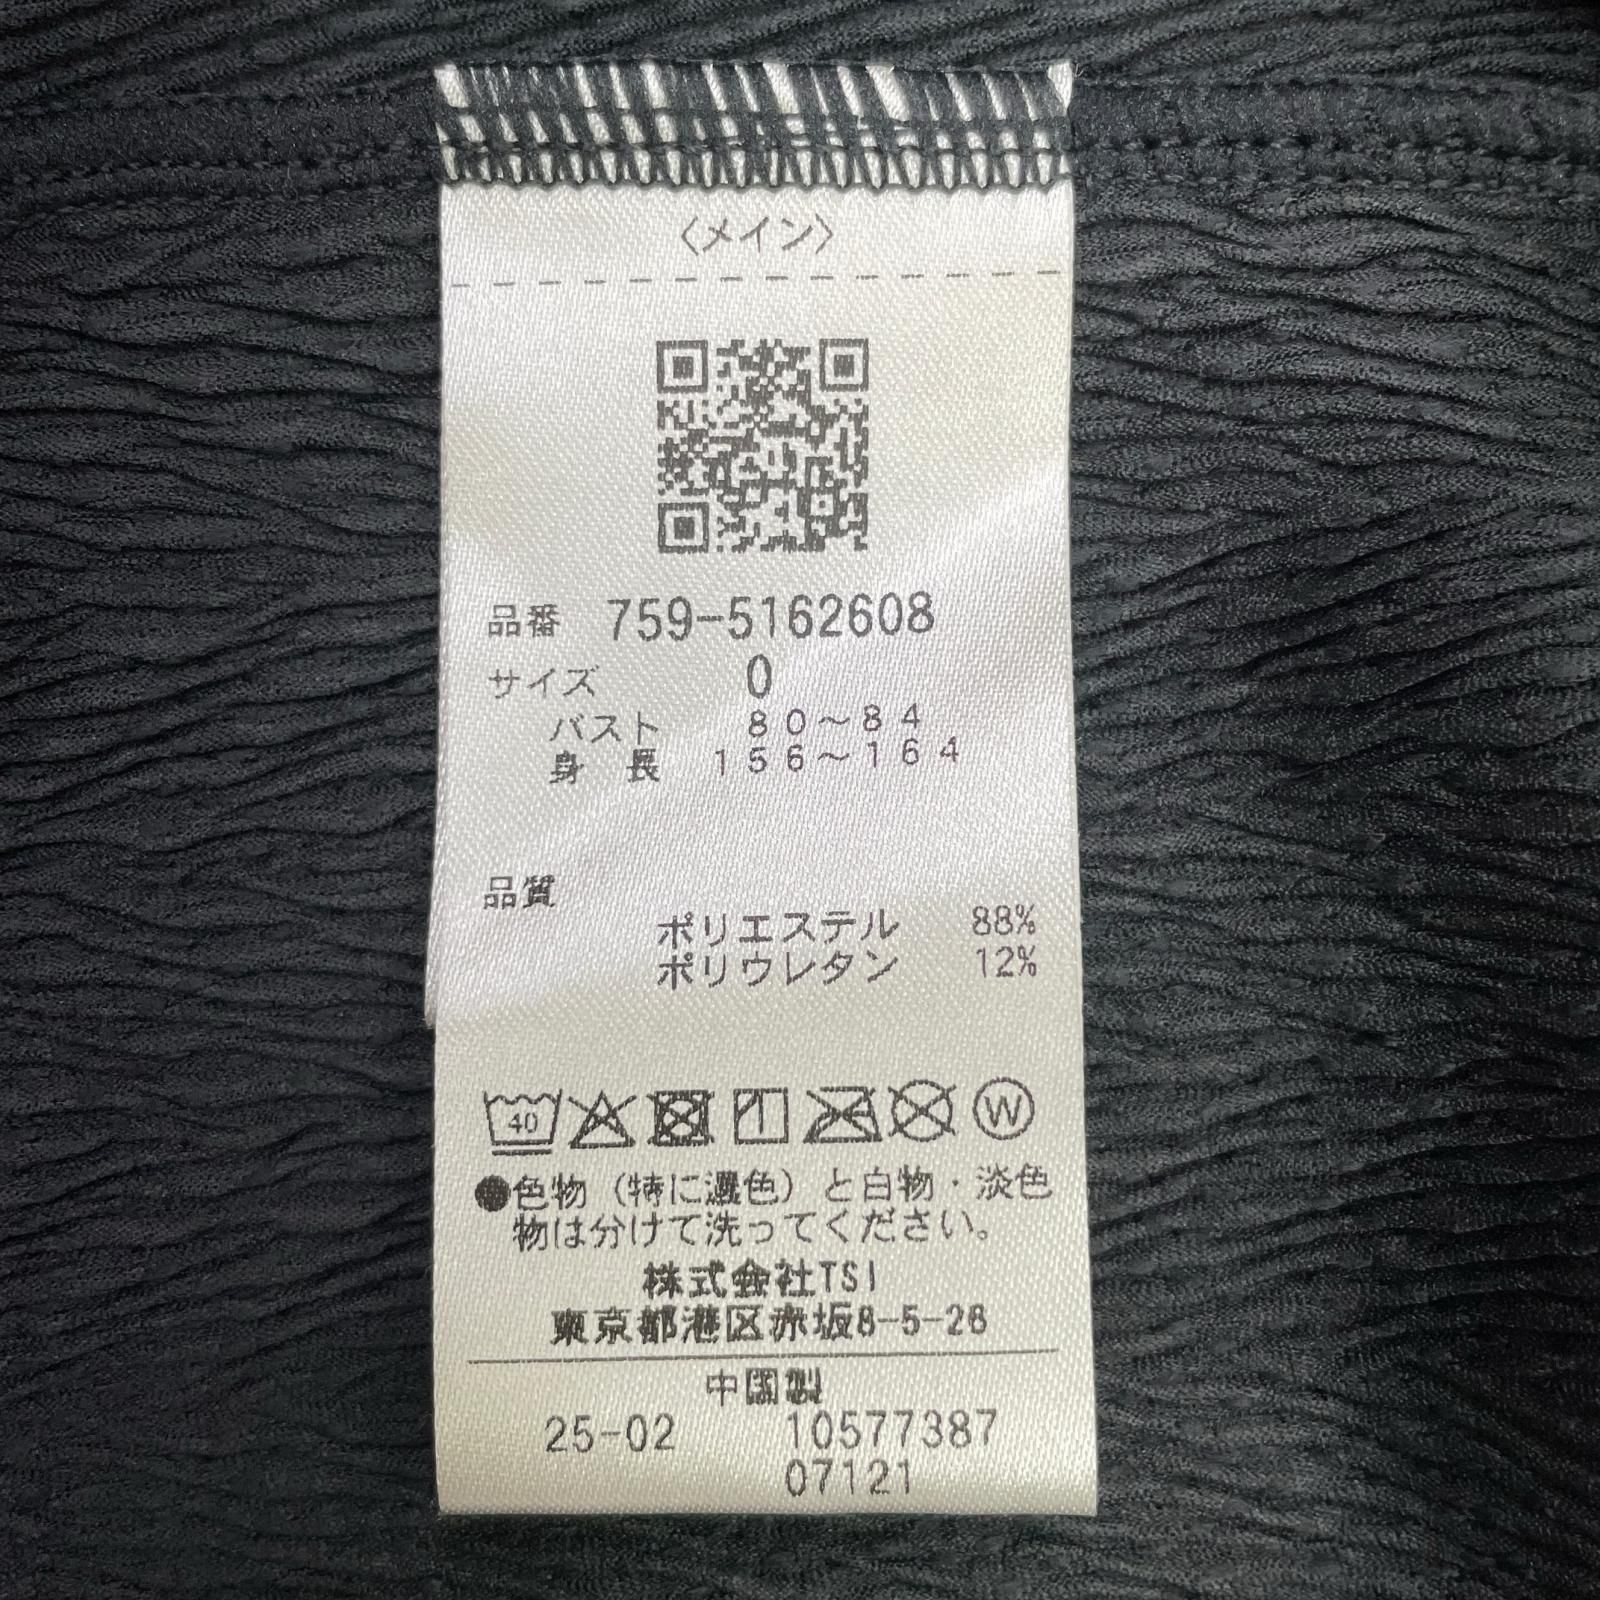 〈メイン〉
品番 759-5162608
サイズ 0
バスト 80～84
身長 156～164
品質
ポリエステル 88%
ポリウレタン 12%
40 W
●色物（特に濃色）と白物・淡色
物は分けて洗ってください。
株式会社TSI
東京都港区赤坂8-5-28
中国製
25-02 10577387
07121